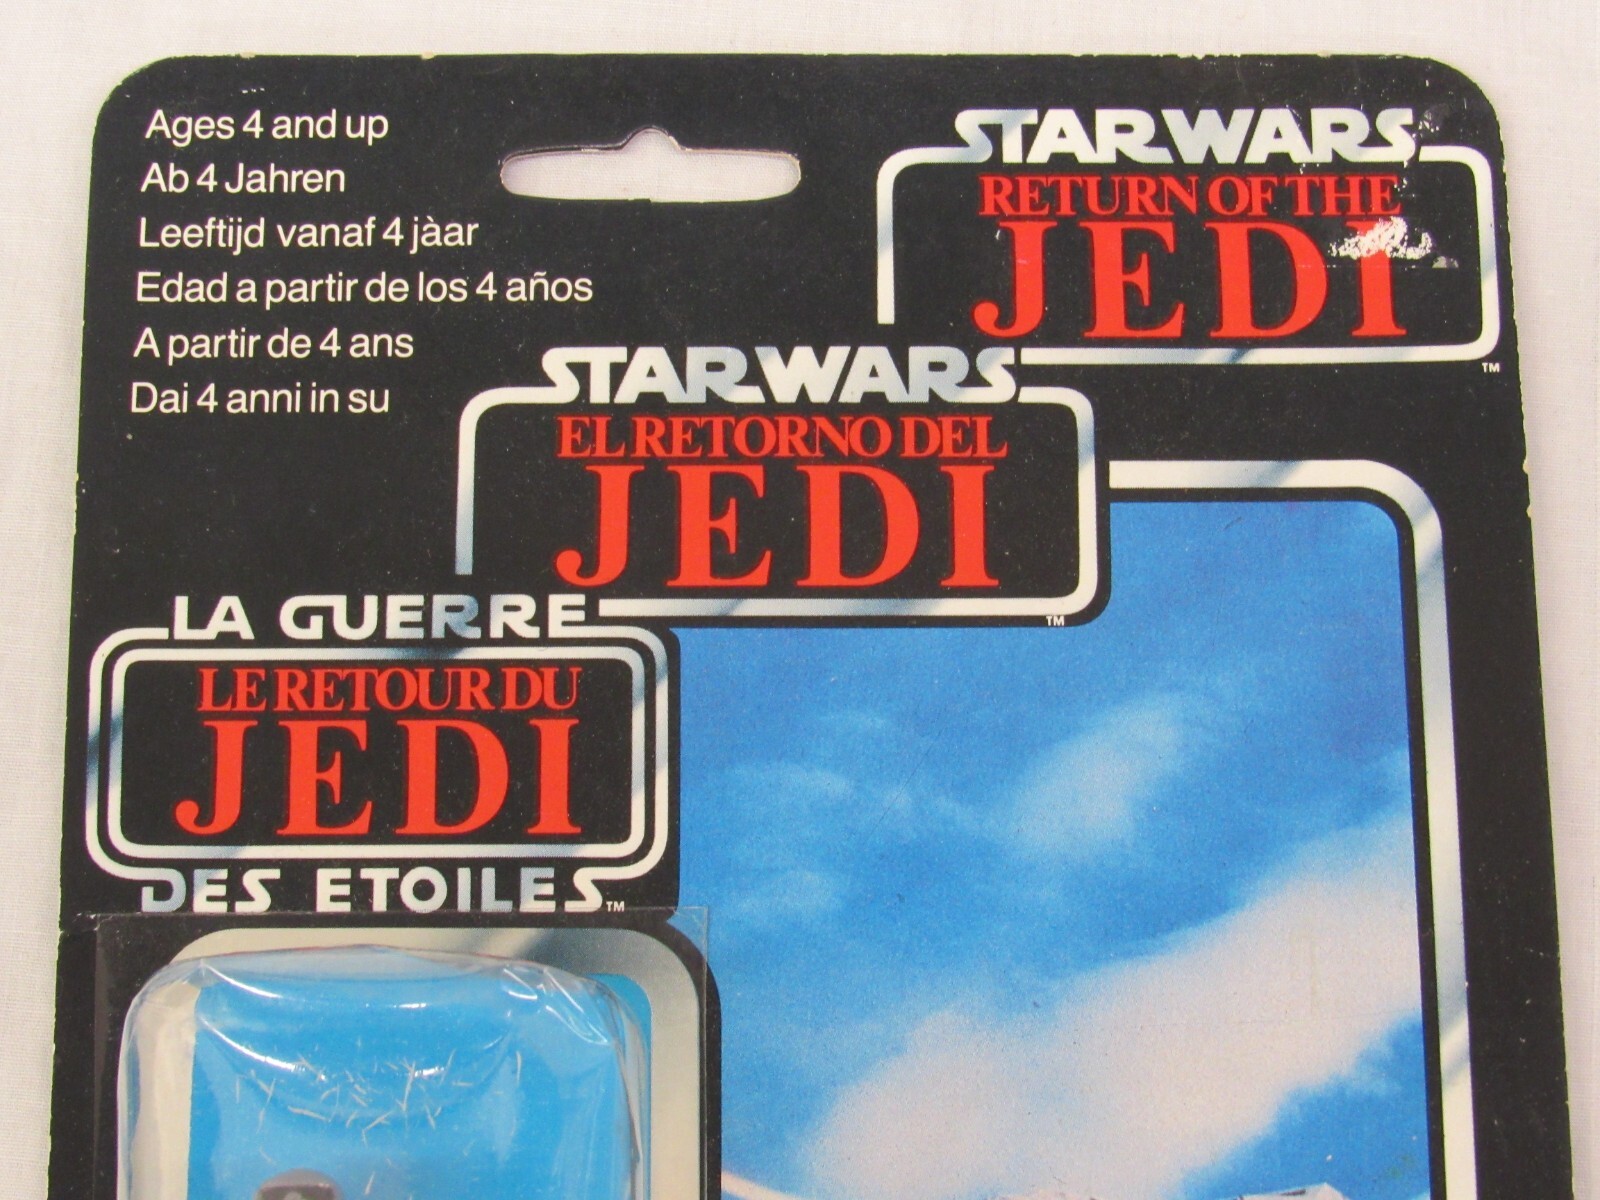 Ages 4 and up
Ab 4 Jahren
Leeftijd vanaf 4 jàar
Edad a partir de los 4 años
A partir de 4 ans
Dai 4 anni in su
STAR WARS
RETURN OF THE
JEDI
TM
STAR WARS
EL RETORNO DEL
JEDI
TM
LA GUERRE
LE RETOUR DU
JEDI
DES ETOILES TM